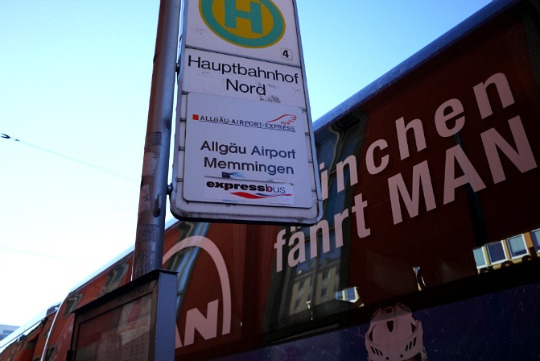 H
4
Hauptbahnhof
Nord
ALLGÄU-AIRPORT-EXPRESS
Allgäu Airport
Memmingen
expressbus
nchen
fährt MAN
AN